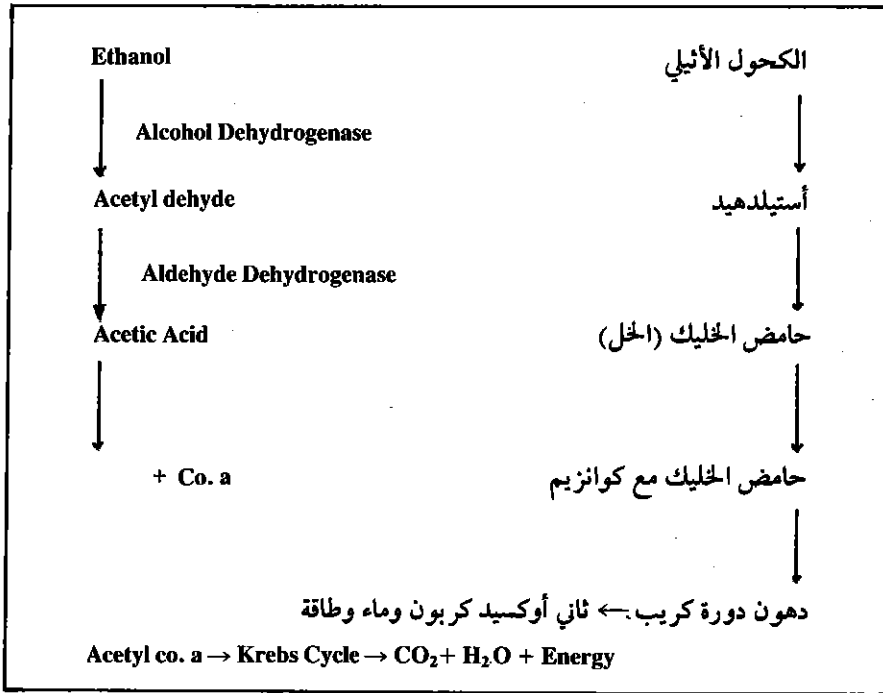 Ethanol الكحول الأثيلي
Alcohol Dehydrogenase
Acetyl dehyde أستيلدهيد
Aldehyde Dehydrogenase
Acetic Acid حامض الخليك (الخل)
+ Co. a حامض الخليك مع كوانزيم
دهون دورة كريب ← ثاني أوكسيد كربون وماء وطاقة
Acetyl co. a → Krebs Cycle → CO₂ + H₂O + Energy